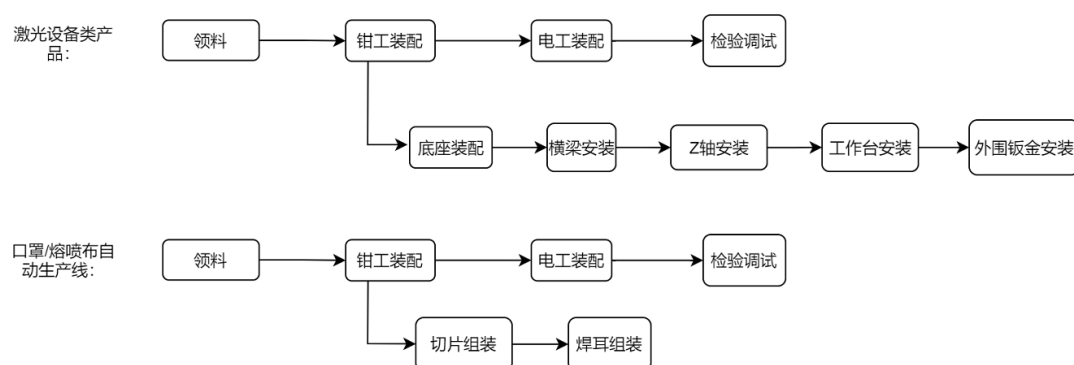 激光设备类产
品：
领料
钳工装配
电工装配
检验调试
底座装配
横梁安装
Z轴安装
工作台安装
外围钣金安装
口罩/熔喷布自
动生产线：
领料
钳工装配
电工装配
检验调试
切片组装
焊耳组装